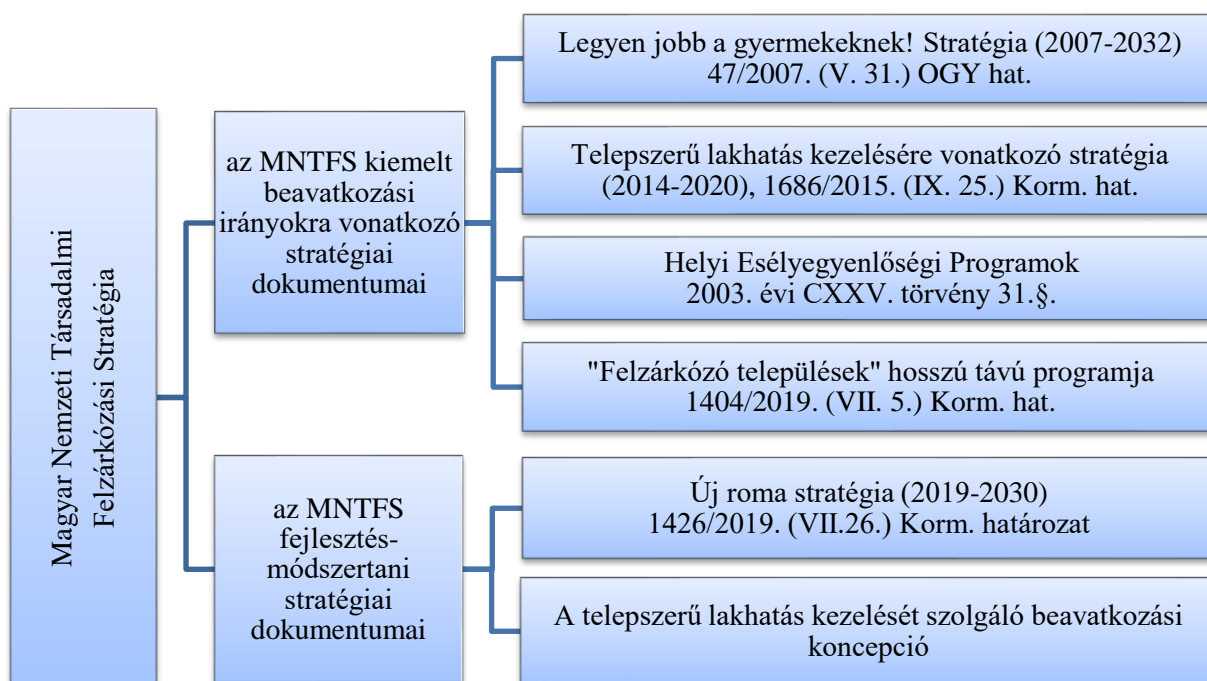 Magyar Nemzeti Társadalmi
Felzárkózási Stratégia
az MNTFS kiemelt
beavatkozási
irányokra vonatkozó
stratégiai
dokumentumai
Legyen jobb a gyermekeknek! Stratégia (2007-2032)
47/2007. (V. 31.) OGY hat.
Telepszerű lakhatás kezelésére vonatkozó stratégia
(2014-2020), 1686/2015. (IX. 25.) Korm. hat.
Helyi Esélyegyenlőségi Programok
2003. évi CXXV. törvény 31.§.
"Felzárkózó települések" hosszú távú programja
1404/2019. (VII. 5.) Korm. hat.
az MNTFS
fejlesztés-
módszertani
stratégiai
dokumentumai
Új roma stratégia (2019-2030)
1426/2019. (VII.26.) Korm. határozat
A telepszerű lakhatás kezelését szolgáló beavatkozási
koncepció